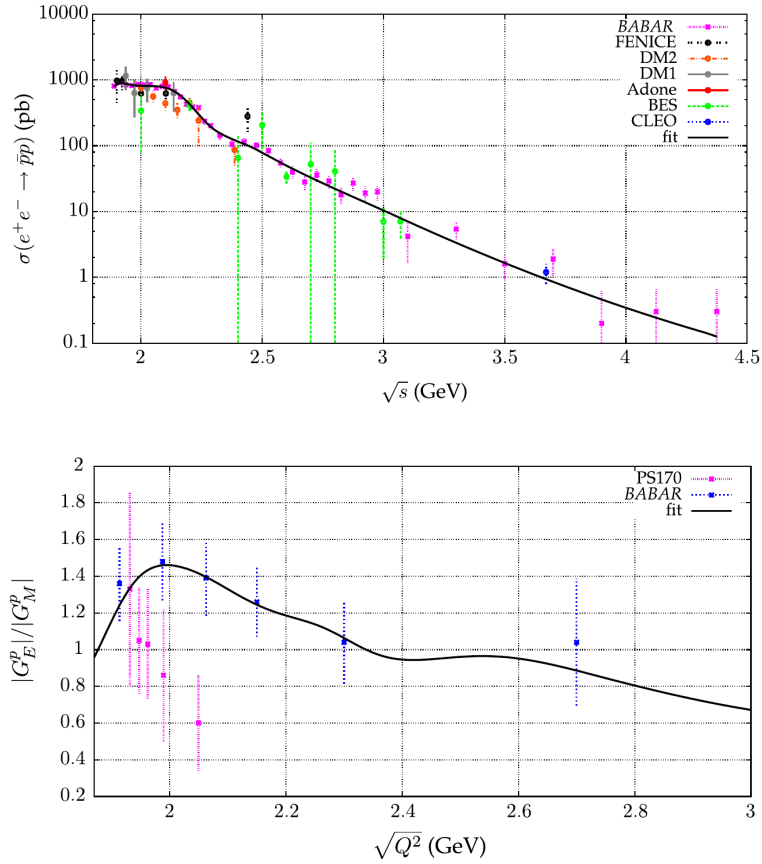 10000
1000
100
10
1
0.1
σ(e⁺e⁻ → p̄p) (pb)
BABAR
FENICE
DM2
DM1
Adone
BES
CLEO
fit
2 2.5 3 3.5 4 4.5
√s (GeV)
2
1.8
1.6
1.4
1.2
1
0.8
0.6
0.4
0.2
|G_E^p|/|G_M^p|
PS170
BABAR
fit
2 2.2 2.4 2.6 2.8 3
√Q² (GeV)